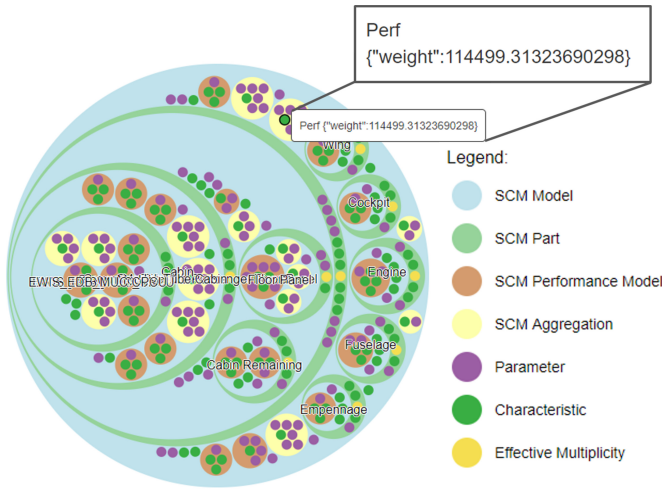 Perf
{"weight":114499.31323690298}
Perf {"weight":114499.31323690298}
Wing
Legend:
SCM Model
Cockpit
SCM Part
Engine
SCM Performance Model
Cabin
Floor Panel
SCM Aggregation
Fuselage
Parameter
Cabin Remaining
Characteristic
Empennage
Effective Multiplicity